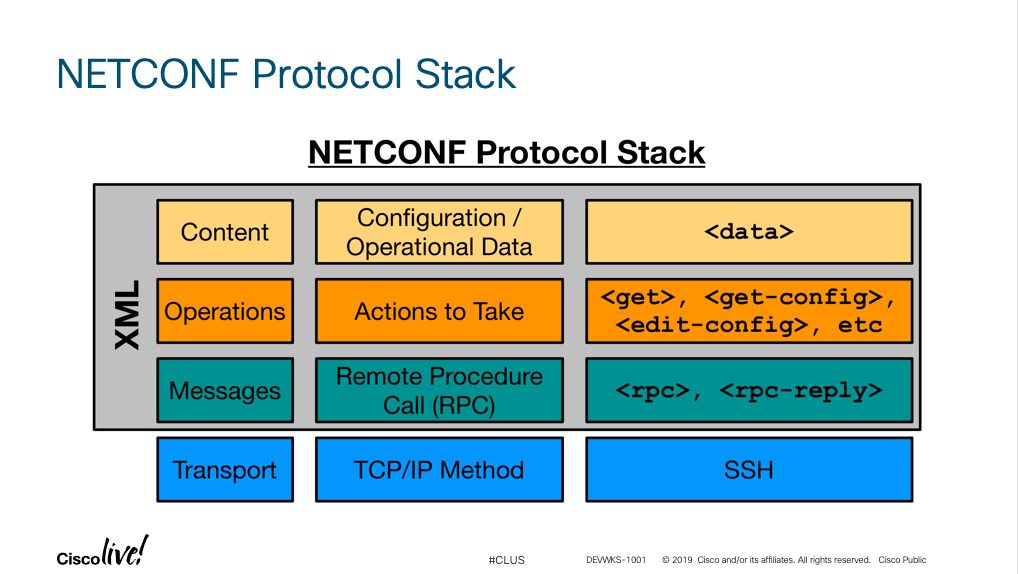 NETCONF Protocol Stack
NETCONF Protocol Stack
XML
Content
Configuration /
Operational Data
<data>
Operations
Actions to Take
<get>, <get-config>,
<edit-config>, etc
Messages
Remote Procedure
Call (RPC)
<rpc>, <rpc-reply>
Transport
TCP/IP Method
SSH
Cisco live!
#CLUS
DEVWKS-1001
© 2019 Cisco and/or its affiliates. All rights reserved. Cisco Public